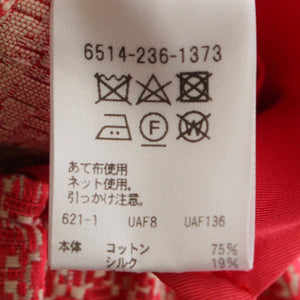 6514-236-1373
F
W
あて布使用
ネット使用。
引っかけ注意。
621-1 UAF8 UAF136
本体 コットン 75%
シルク 19%